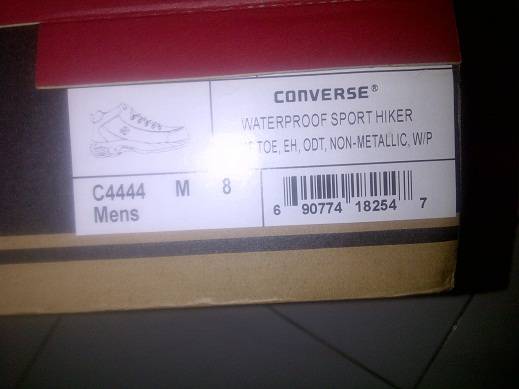 CONVERSE®
WATERPROOF SPORT HIKER
TOE, EH, ODT, NON-METALLIC, W/P
C4444 M 8
Mens
6 90774 18254 7